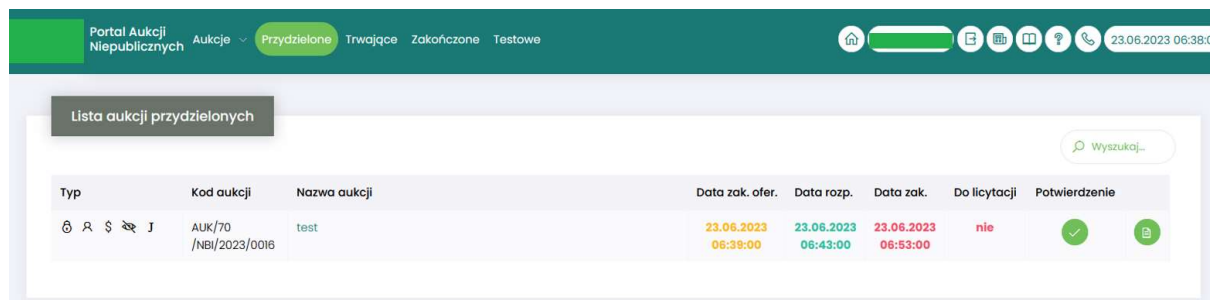 Portal Aukcji
Niepublicznych
Aukcje Przydzielone Trwające Zakończone Testowe
23.06.2023 06:38:0
Lista aukcji przydzielonych
Wyszukaj...
Typ Kod aukcji Nazwa aukcji Data zak. ofer. Data rozp. Data zak. Do licytacji Potwierdzenie
$ J AUK/70 test 23.06.2023 23.06.2023 23.06.2023 nie
/NBI/2023/0016 06:39:00 06:43:00 06:53:00